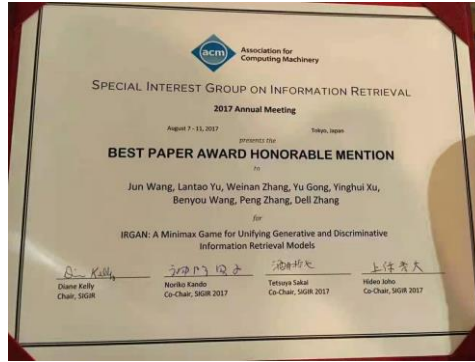 acm
Association for
Computing Machinery
SPECIAL INTEREST GROUP ON INFORMATION RETRIEVAL
2017 Annual Meeting
August 7 - 11, 2017 Tokyo, Japan
presents the
BEST PAPER AWARD HONORABLE MENTION
to
Jun Wang, Lantao Yu, Weinan Zhang, Yu Gong, Yinghui Xu,
Benyou Wang, Peng Zhang, Dell Zhang
for
IRGAN: A Minimax Game for Unifying Generative and Discriminative
Information Retrieval Models
Diane Kelly Noriko Kando Tetsuya Sakai Hideo Joho
Chair, SIGIR Co-Chair, SIGIR 2017 Co-Chair, SIGIR 2017 Co-Chair, SIGIR 2017